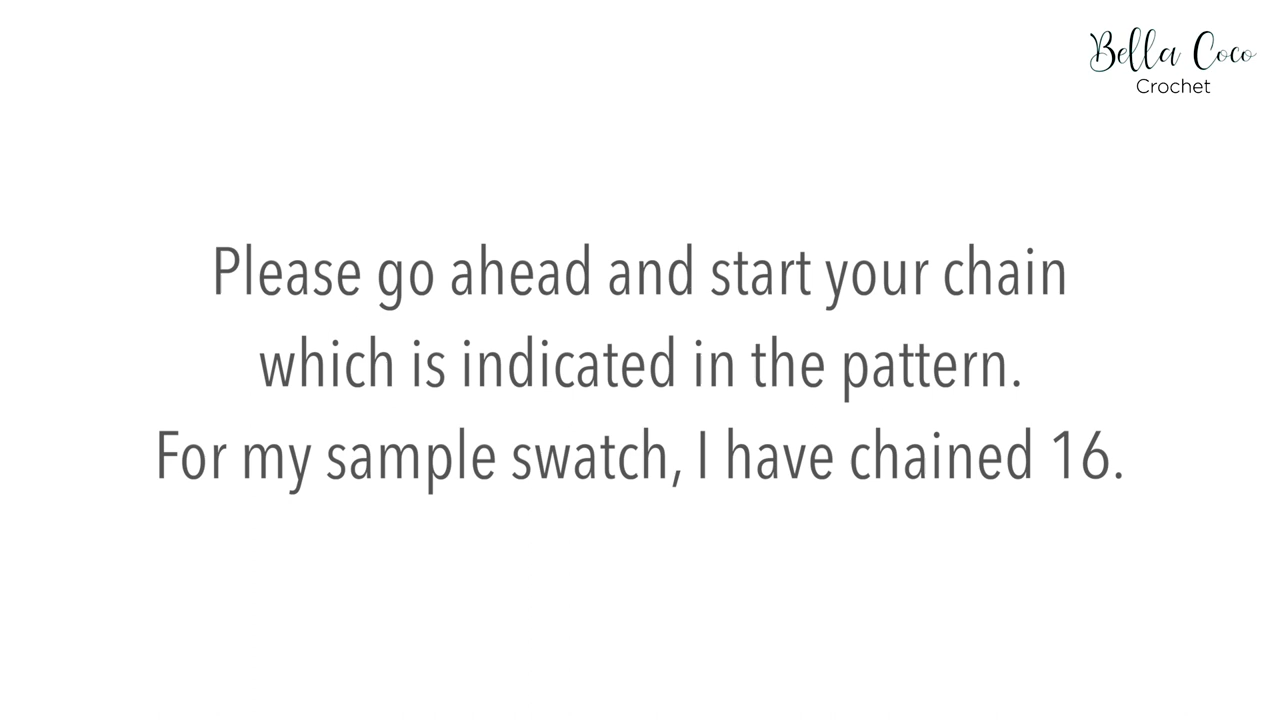 Bella Coco
Crochet
Please go ahead and start your chain
which is indicated in the pattern.
For my sample swatch, I have chained 16.